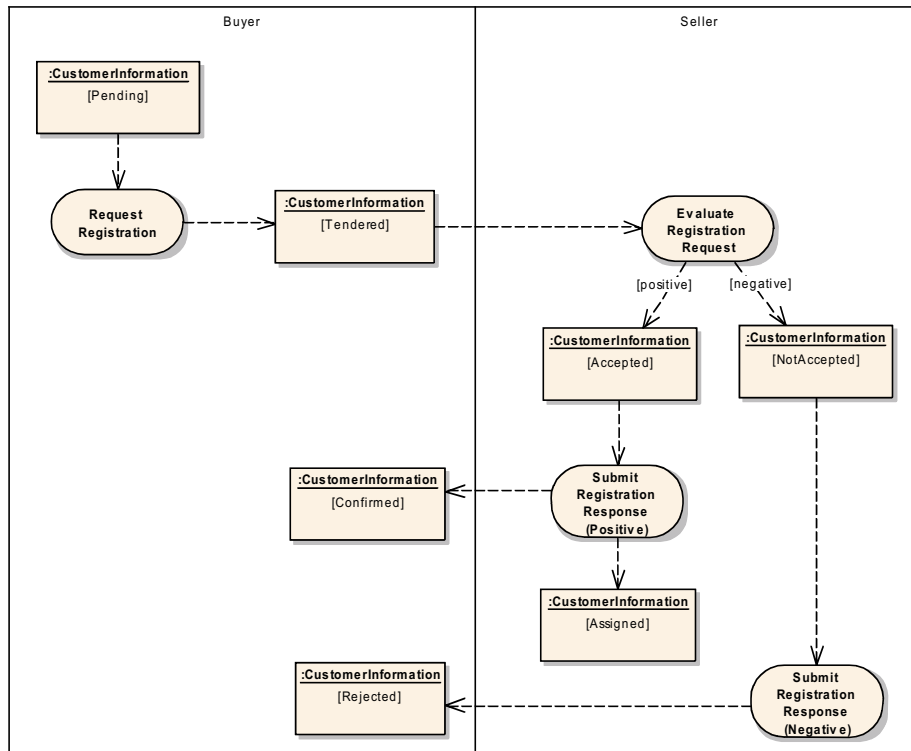 Buyer
Seller
:CustomerInformation
[Pending]
Request
Registration
:CustomerInformation
[Tendered]
Evaluate
Registration
Request
[positive]
[negative]
:CustomerInformation
[Accepted]
:CustomerInformation
[NotAccepted]
:CustomerInformation
[Confirmed]
Submit
Registration
Response
(Positive)
:CustomerInformation
[Assigned]
:CustomerInformation
[Rejected]
Submit
Registration
Response
(Negative)